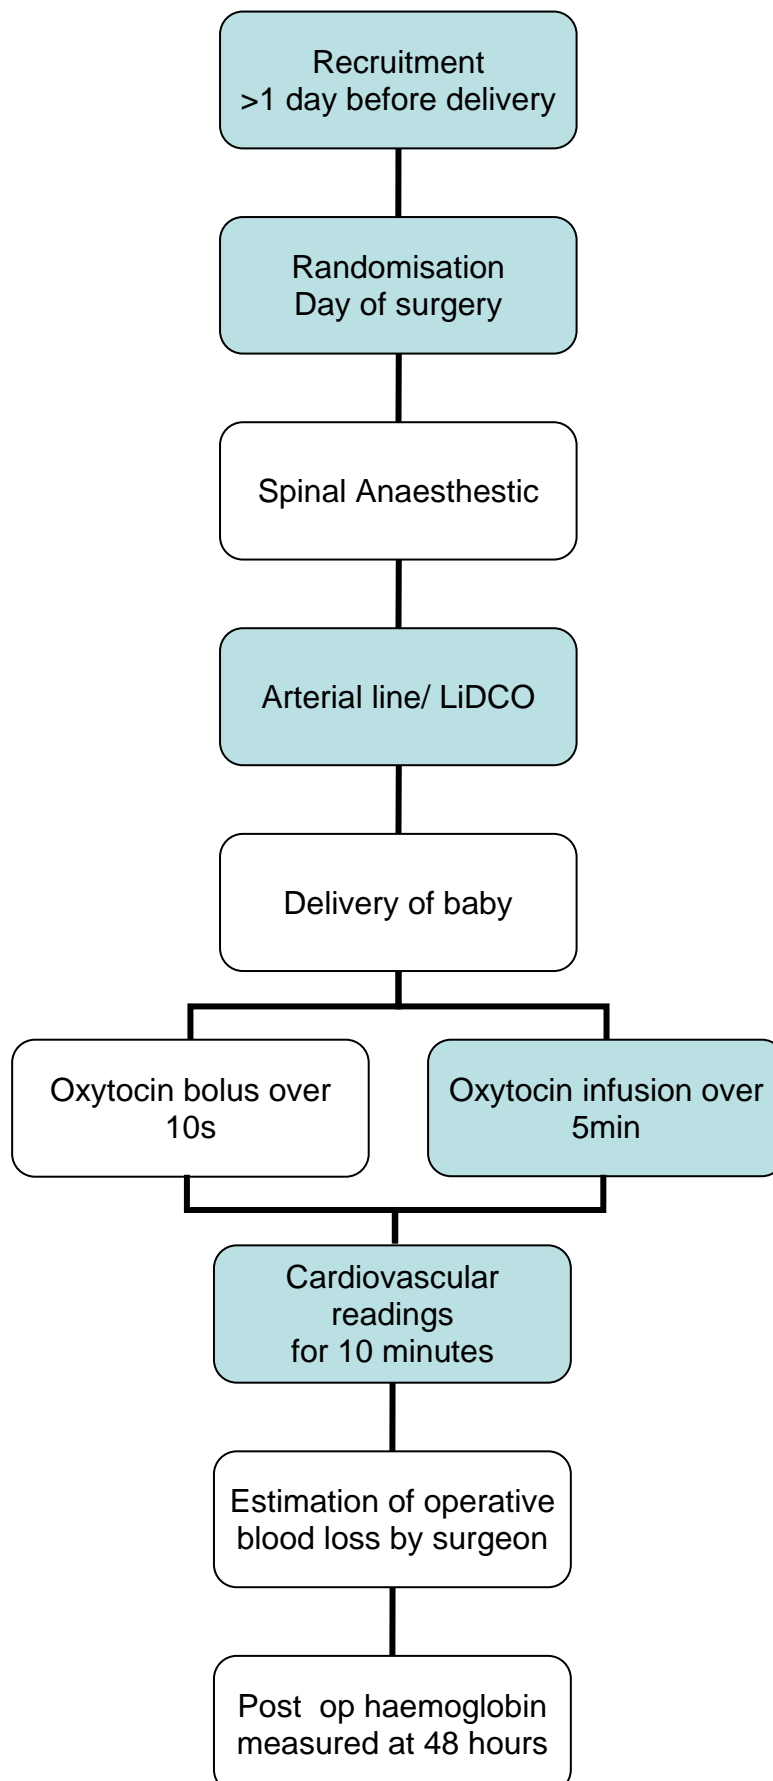 Recruitment
>1 day before delivery
Randomisation
Day of surgery
Spinal Anaesthestic
Arterial line/ LiDCO
Delivery of baby
Oxytocin bolus over
10s
Oxytocin infusion over
5min
Cardiovascular
readings
for 10 minutes
Estimation of operative
blood loss by surgeon
Post  op haemoglobin
measured at 48 hours